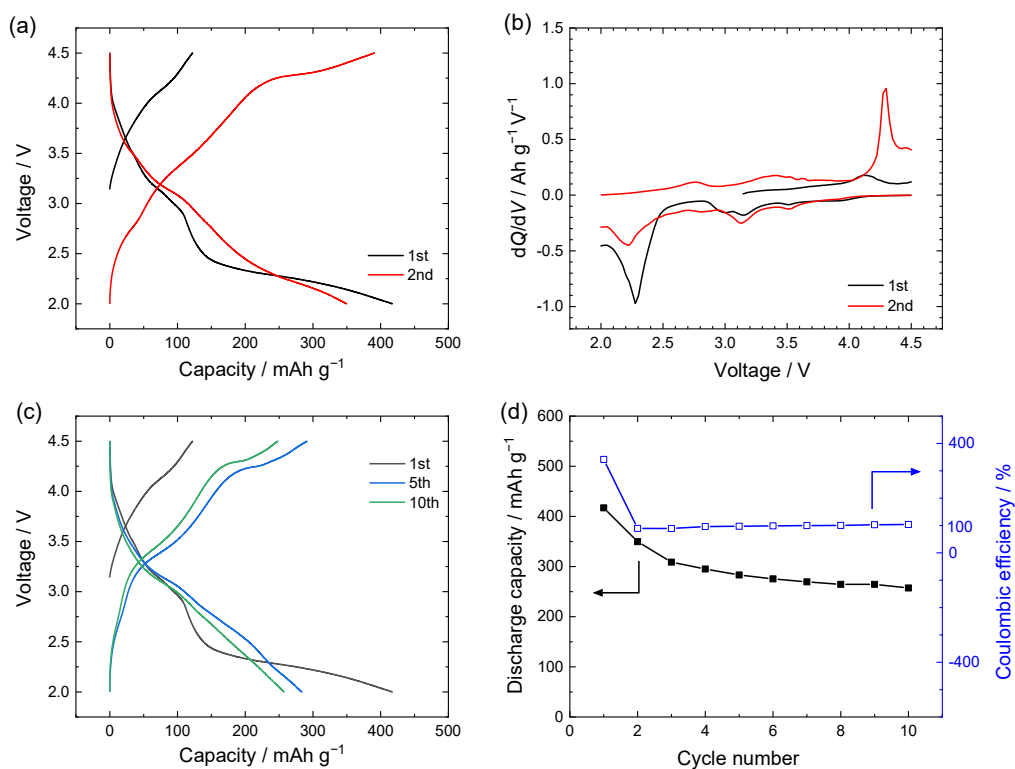 (a)
4.5
4.0
3.5
3.0
2.5
2.0
Voltage / V
1st
2nd
0 100 200 300 400 500
Capacity / mAh g⁻¹
(b)
1.5
1.0
0.5
0.0
-0.5
-1.0
dQ/dV / Ah g⁻¹ V⁻¹
1st
2nd
2.0 2.5 3.0 3.5 4.0 4.5
Voltage / V
(c)
4.5
4.0
3.5
3.0
2.5
2.0
Voltage / V
1st
5th
10th
0 100 200 300 400 500
Capacity / mAh g⁻¹
(d)
600
500
400
300
200
100
0
Discharge capacity / mAh g⁻¹
400
100
0
-400
Coulombic efficiency / %
0 2 4 6 8 10
Cycle number